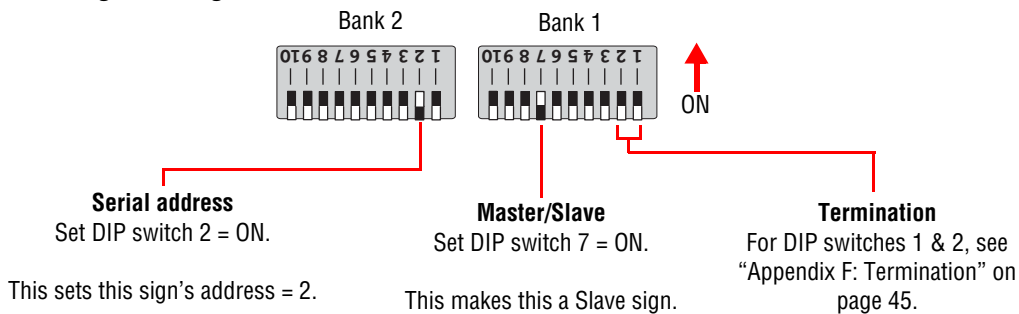 Bank 2
Bank 1
10 9 8 7 6 5 4 3 2 1
10 9 8 7 6 5 4 3 2 1
ON
Serial address
Set DIP switch 2 = ON.
This sets this sign’s address = 2.
Master/Slave
Set DIP switch 7 = ON.
This makes this a Slave sign.
Termination
For DIP switches 1 & 2, see
“Appendix F: Termination” on
page 45.